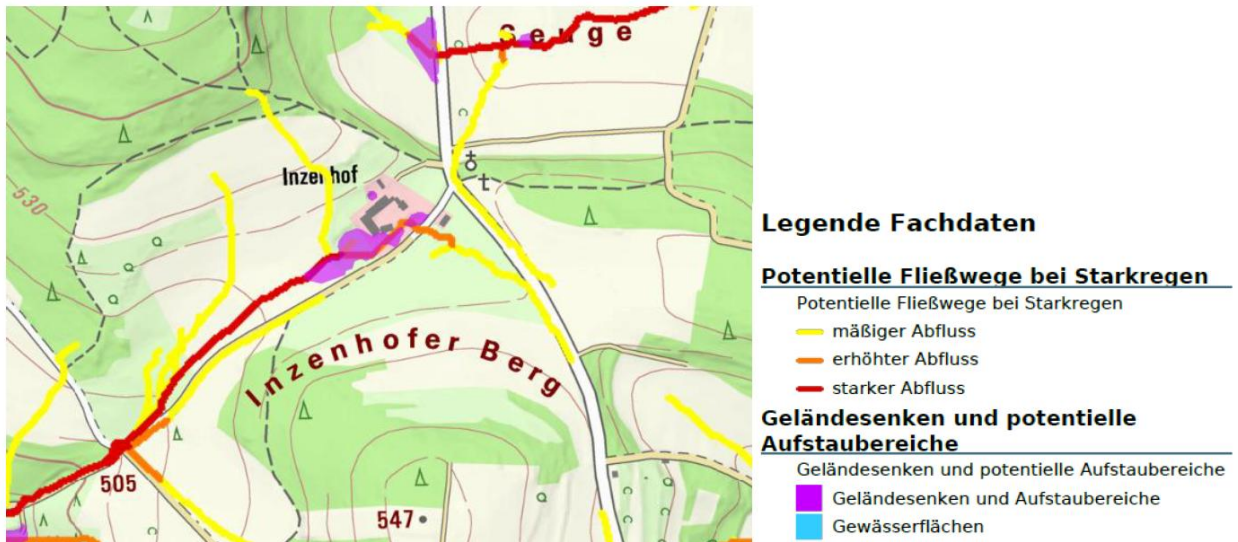 Seuge
Inzenhof
530
Inzenhofer Berg
505
547
Legende Fachdaten
Potentielle Fließwege bei Starkregen
Potentielle Fließwege bei Starkregen
mäßiger Abfluss
erhöhter Abfluss
starker Abfluss
Geländesenken und potentielle
Aufstaubereiche
Geländesenken und potentielle Aufstaubereiche
Geländesenken und Aufstaubereiche
Gewässerflächen